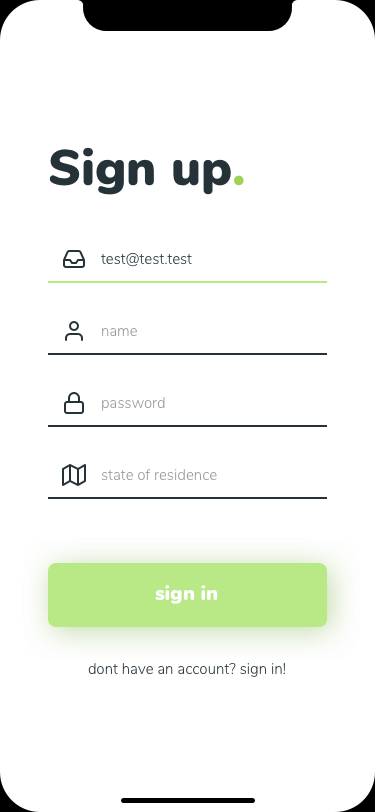 Sign up.
test@test.test
name
password
state of residence
sign in
dont have an account? sign in!